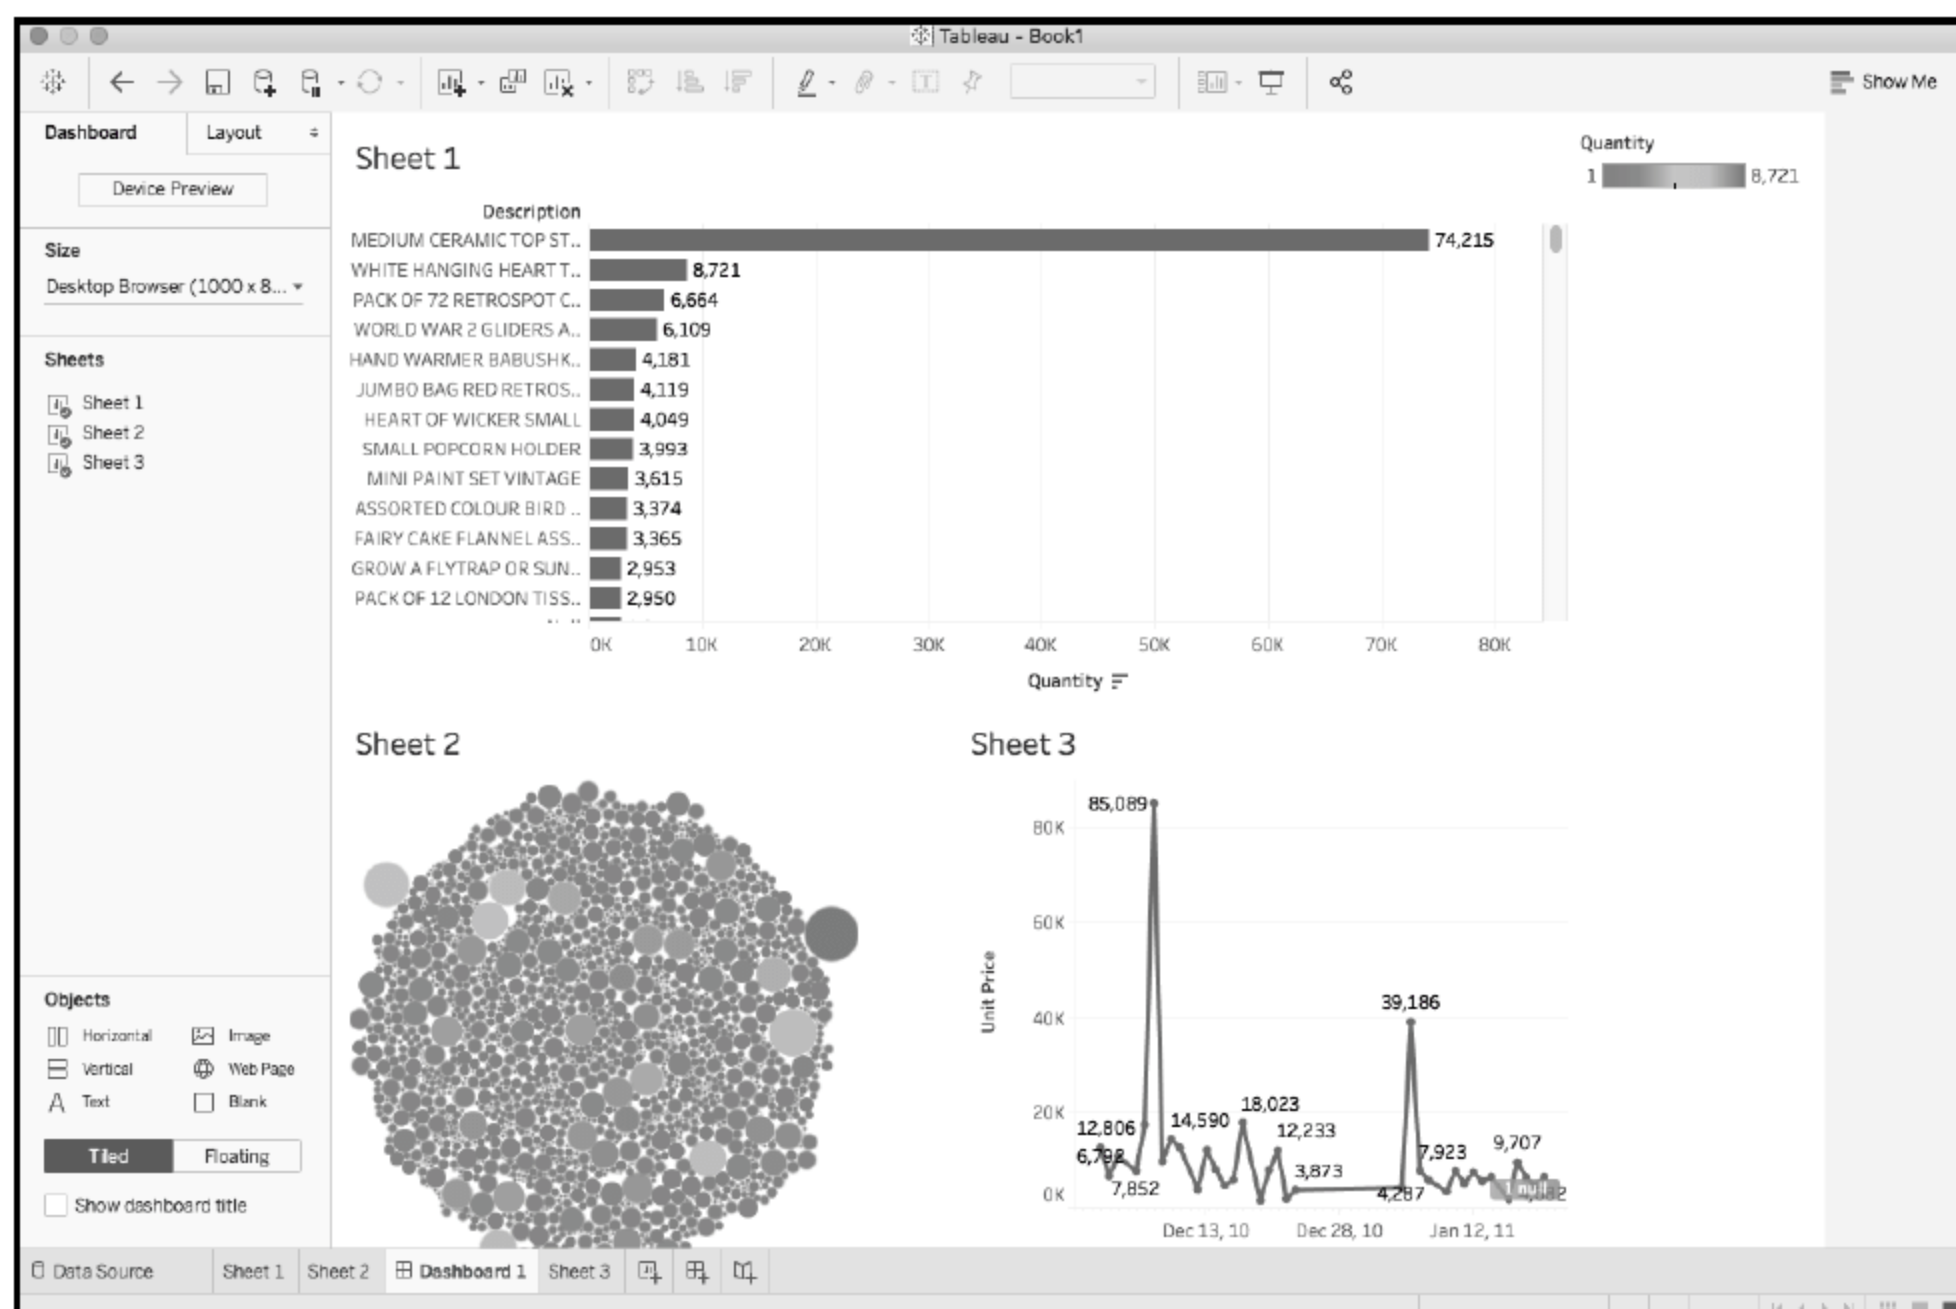 Tableau - Book1
Show Me
Dashboard
Layout
Device Preview
Size
Desktop Browser (1000 x 8...
Sheets
Sheet 1
Sheet 2
Sheet 3
Objects
Horizontal
Image
Vertical
Web Page
Text
Blank
Tiled
Floating
Show dashboard title
Sheet 1
Description
MEDIUM CERAMIC TOP ST.. 74,215
WHITE HANGING HEART T.. 8,721
PACK OF 72 RETROSPOT C.. 6,664
WORLD WAR 2 GLIDERS A.. 6,109
HAND WARMER BABUSHK.. 4,181
JUMBO BAG RED RETROS.. 4,119
HEART OF WICKER SMALL 4,049
SMALL POPCORN HOLDER 3,993
MINI PAINT SET VINTAGE 3,615
ASSORTED COLOUR BIRD .. 3,374
FAIRY CAKE FLANNEL ASS.. 3,365
GROW A FLYTRAP OR SUN.. 2,953
PACK OF 12 LONDON TISS.. 2,950
0K 10K 20K 30K 40K 50K 60K 70K 80K
Quantity
Quantity
1 8,721
Sheet 2
Sheet 3
Unit Price
80K
60K
40K
20K
0K
85,089
39,186
12,806
14,590
18,023
12,233
6,792
7,852
3,873
4,287
7,923
9,707
Dec 13, 10 Dec 28, 10 Jan 12, 11
Data Source
Sheet 1
Sheet 2
Dashboard 1
Sheet 3